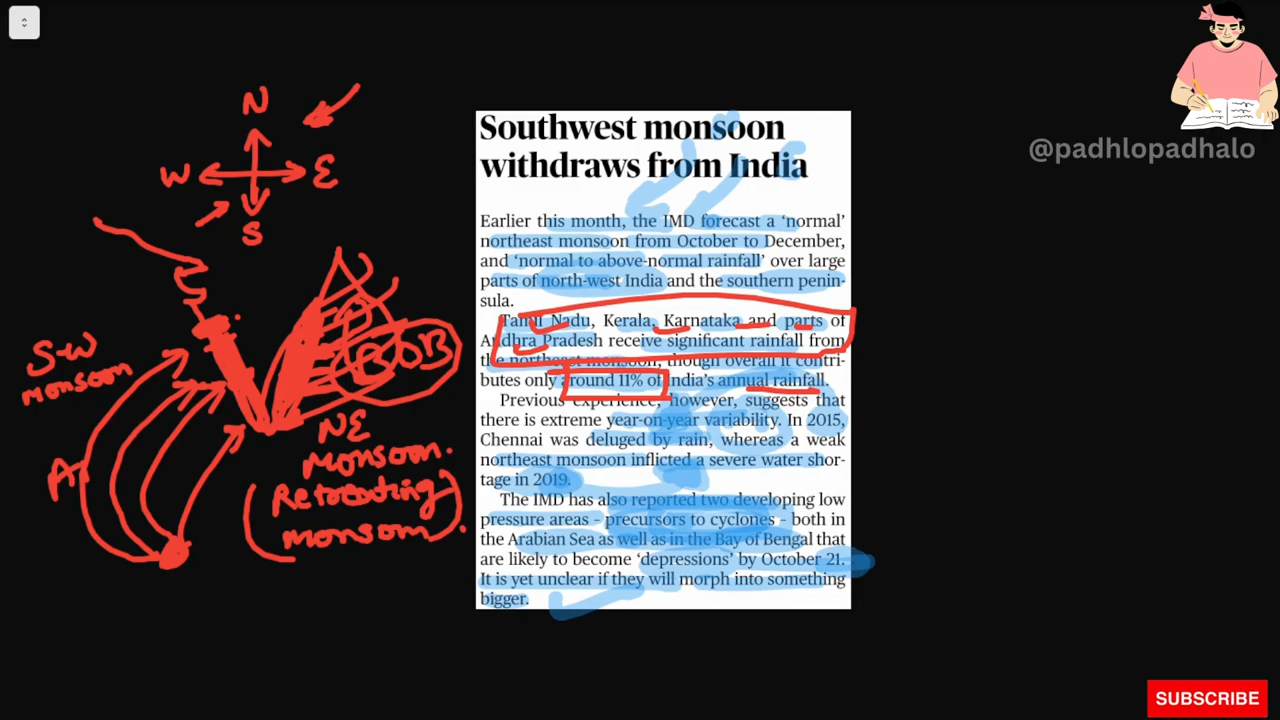 N
W
E
S
S-W
monsoon
A
BOB
NE
monsoon.
(Retreating
monsoon).
Southwest monsoon
withdraws from India
Earlier this month, the IMD forecast a ‘normal’
northeast monsoon from October to December,
and ‘normal to above-normal rainfall’ over large
parts of north-west India and the southern penin-
sula.
Tamil Nadu, Kerala, Karnataka and parts of
Andhra Pradesh receive significant rainfall from
the northeast monsoon, though overall it contri-
butes only around 11% of India’s annual rainfall.
Previous experience, however, suggests that
there is extreme year-on-year variability. In 2015,
Chennai was deluged by rain, whereas a weak
northeast monsoon inflicted a severe water shor-
tage in 2019.
The IMD has also reported two developing low
pressure areas – precursors to cyclones – both in
the Arabian Sea as well as in the Bay of Bengal that
are likely to become ‘depressions’ by October 21.
It is yet unclear if they will morph into something
bigger.
@padhlopadhalo
SUBSCRIBE